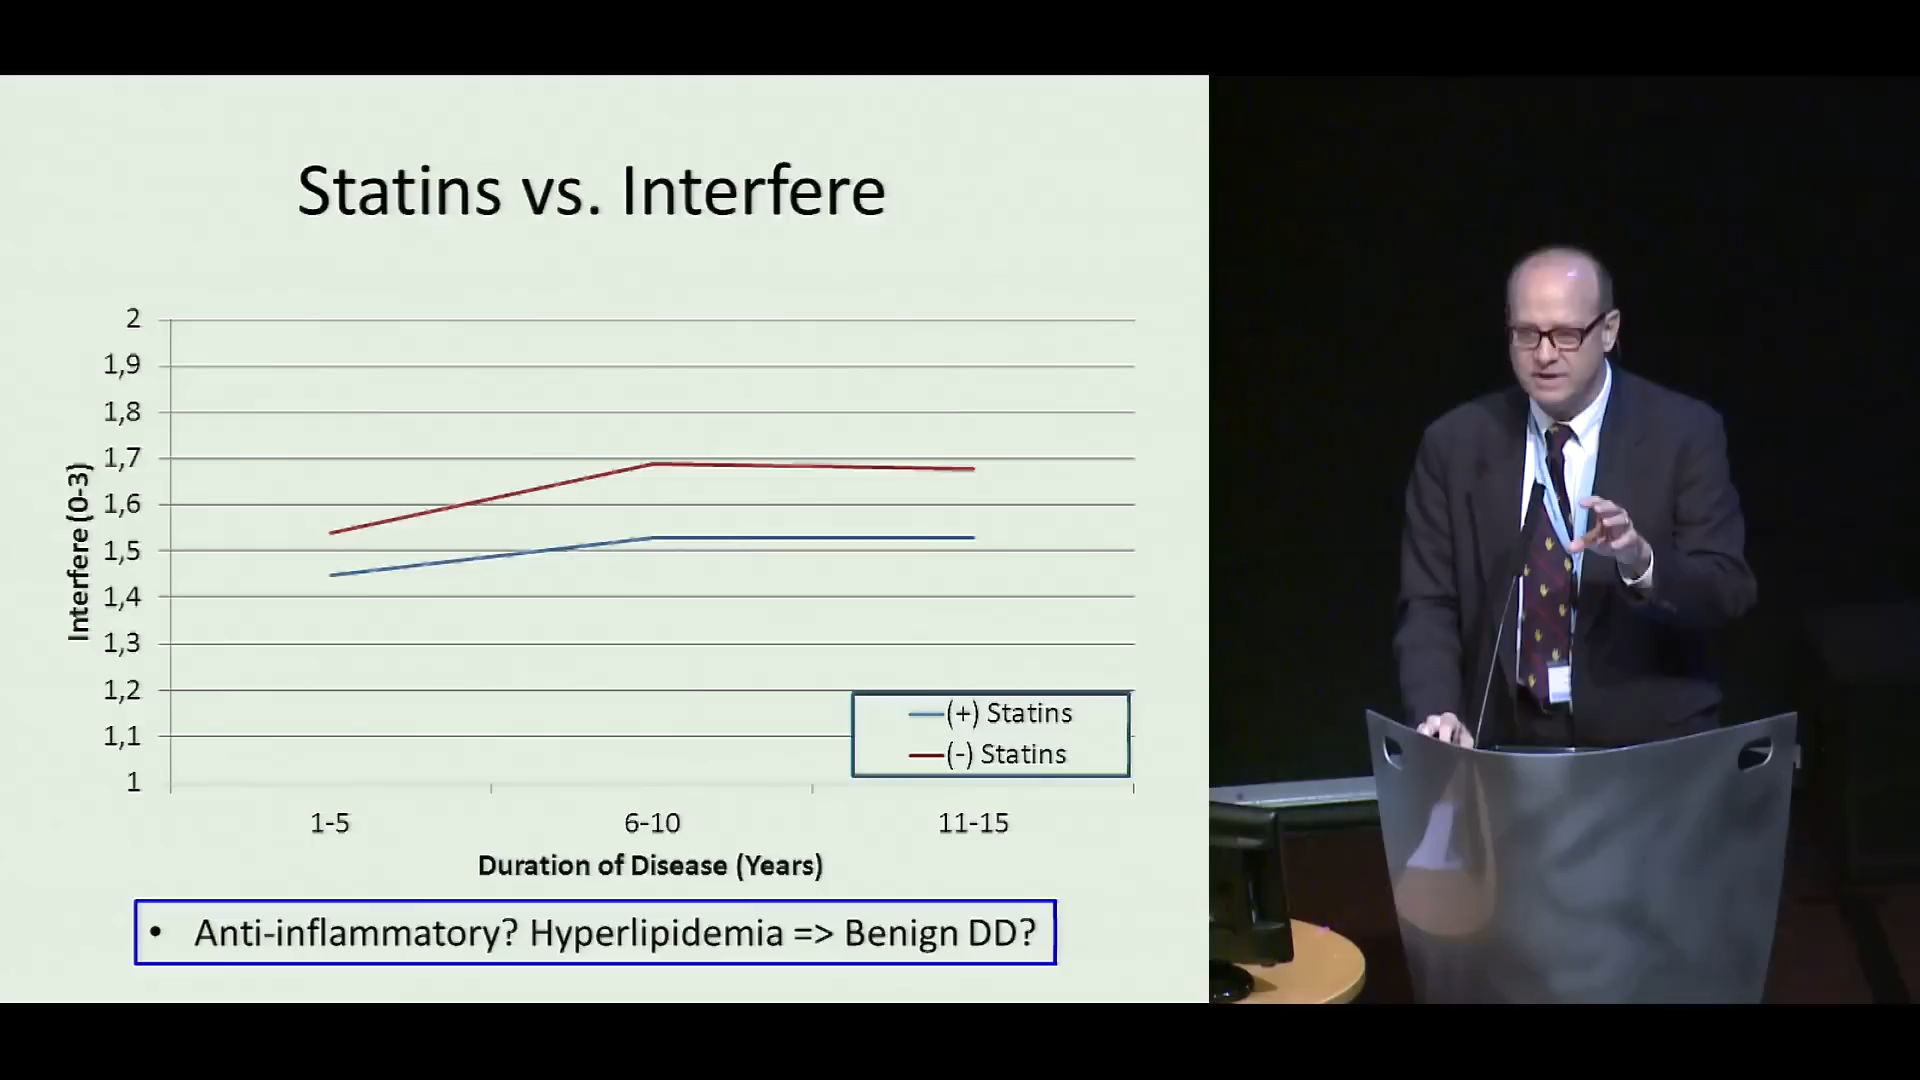 Statins vs. Interfere
2
1,9
1,8
1,7
1,6
1,5
1,4
1,3
1,2
1,1
1
Interfere (0-3)
(+) Statins
(-) Statins
1-5
6-10
11-15
Duration of Disease (Years)
• Anti-inflammatory? Hyperlipidemia => Benign DD?